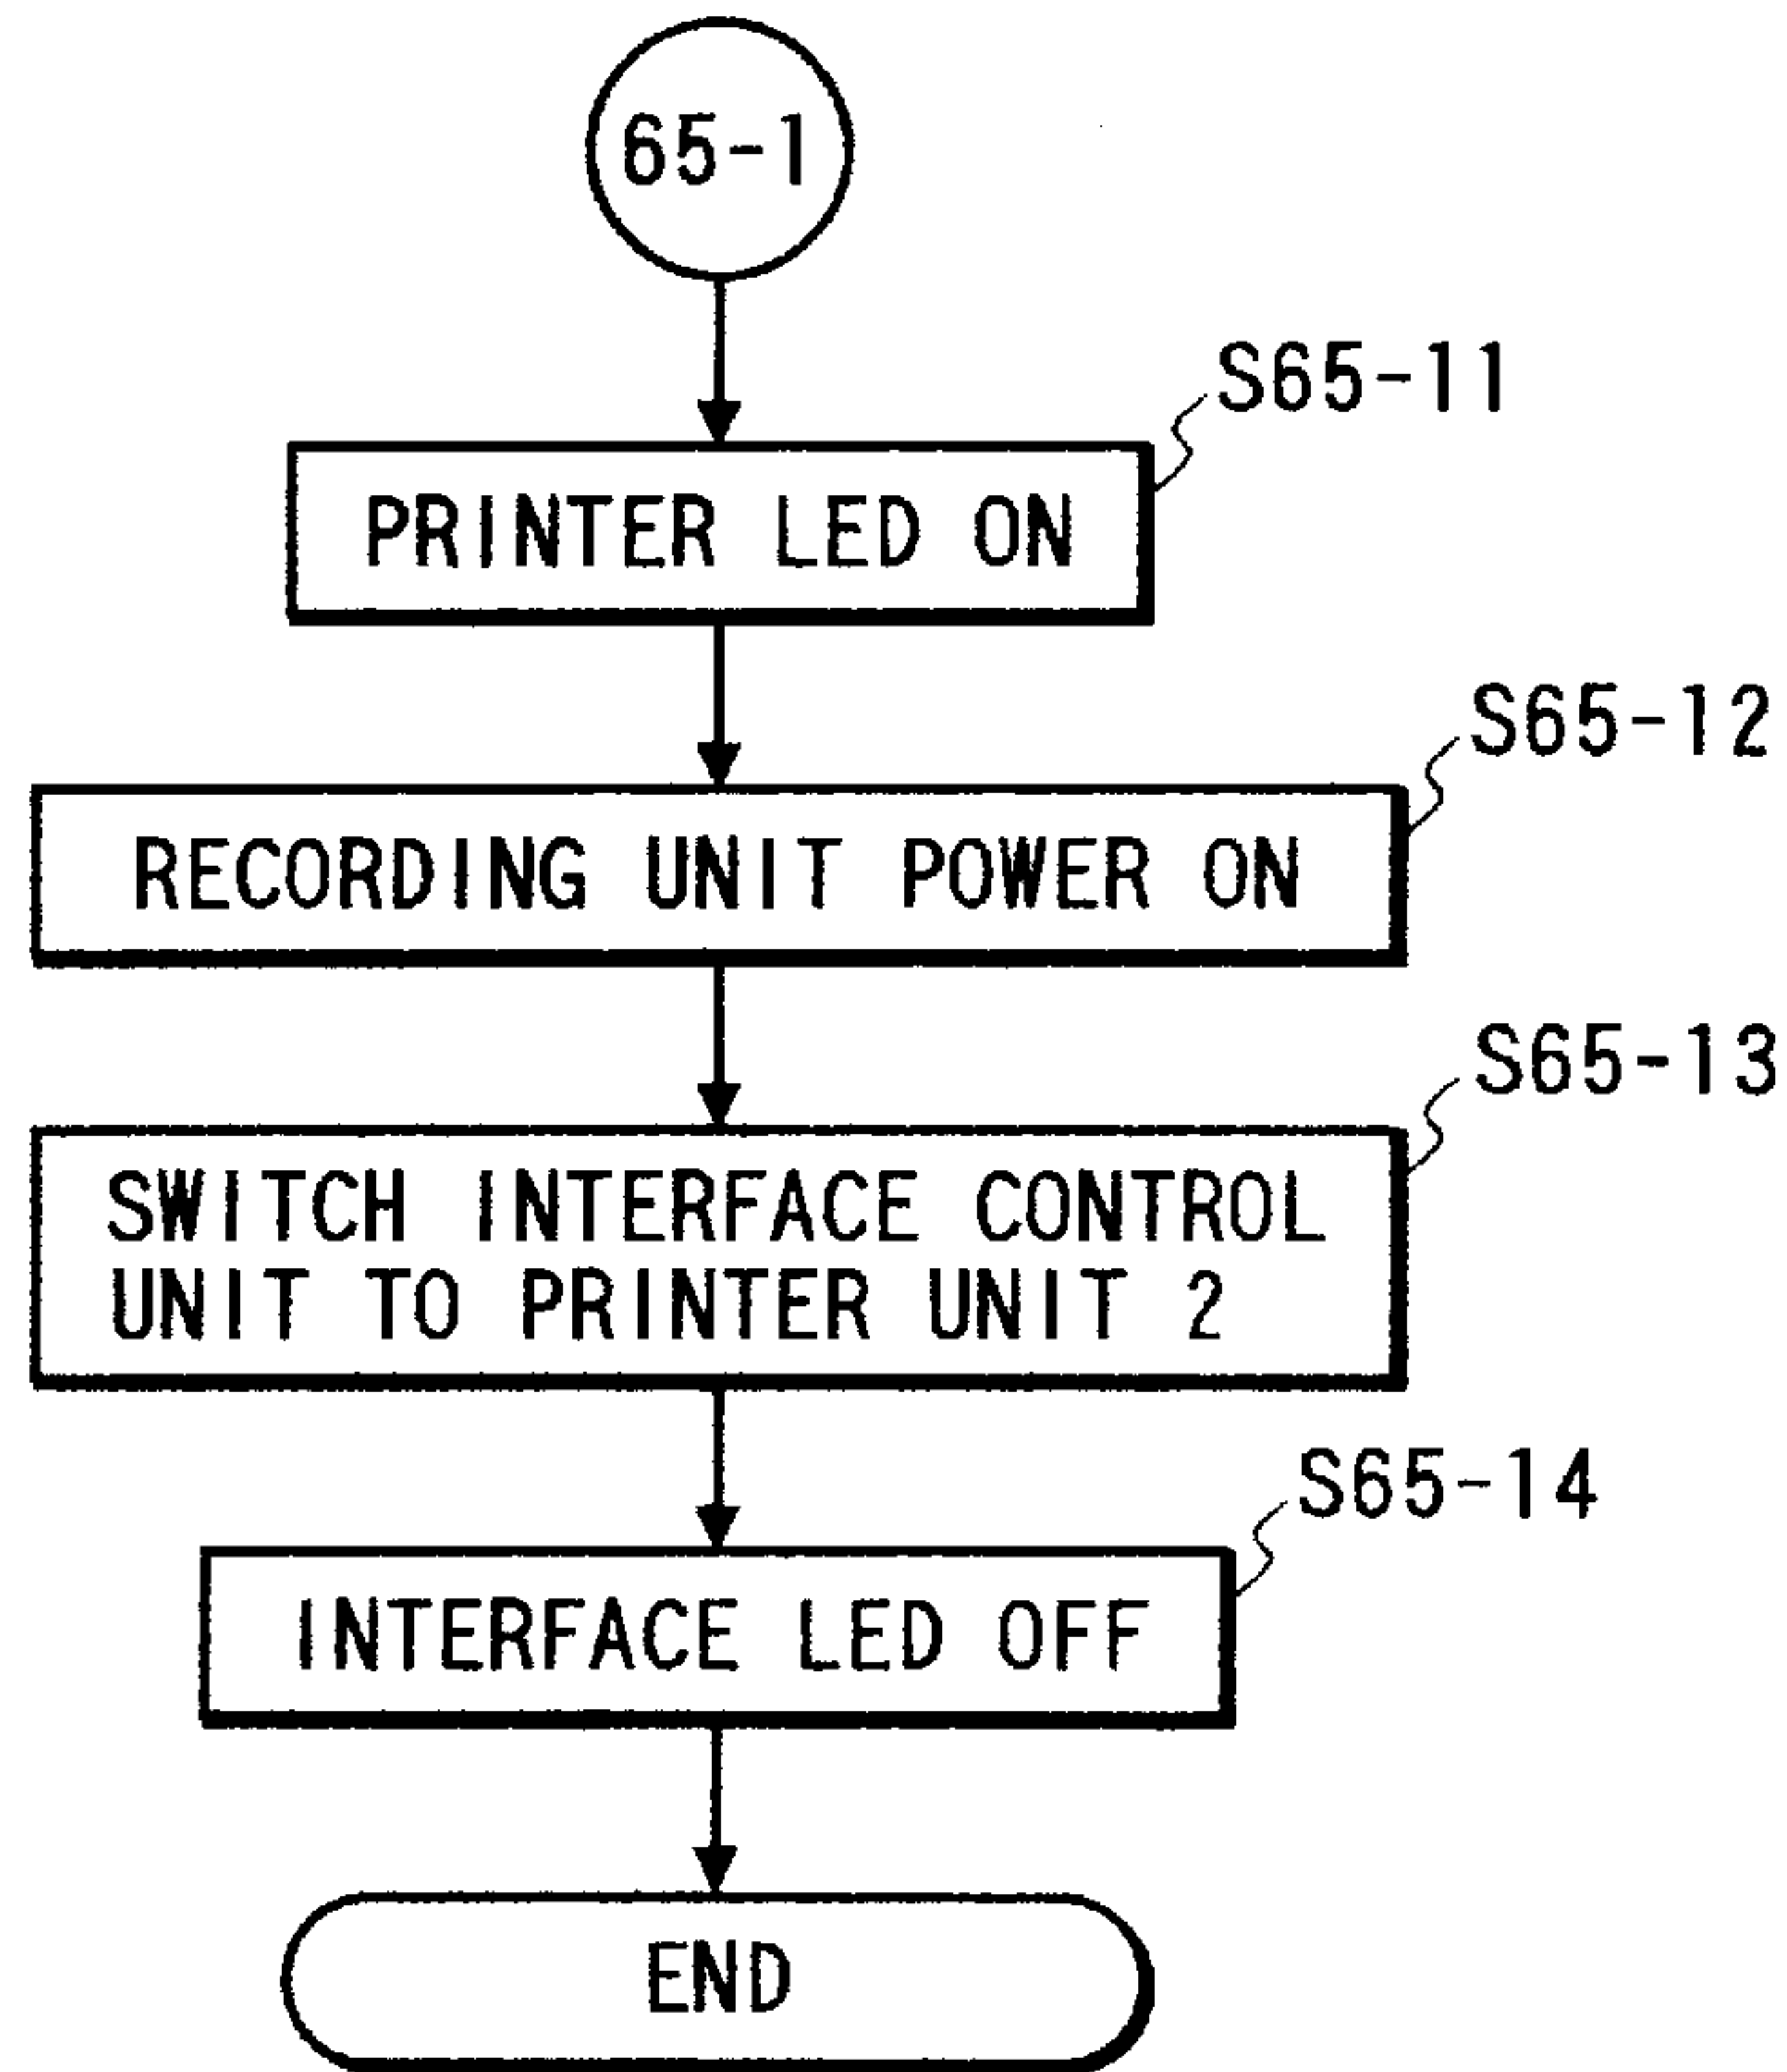 65-1
S65-11
PRINTER LED ON
S65-12
RECORDING UNIT POWER ON
S65-13
SWITCH INTERFACE CONTROL
UNIT TO PRINTER UNIT 2
S65-14
INTERFACE LED OFF
END